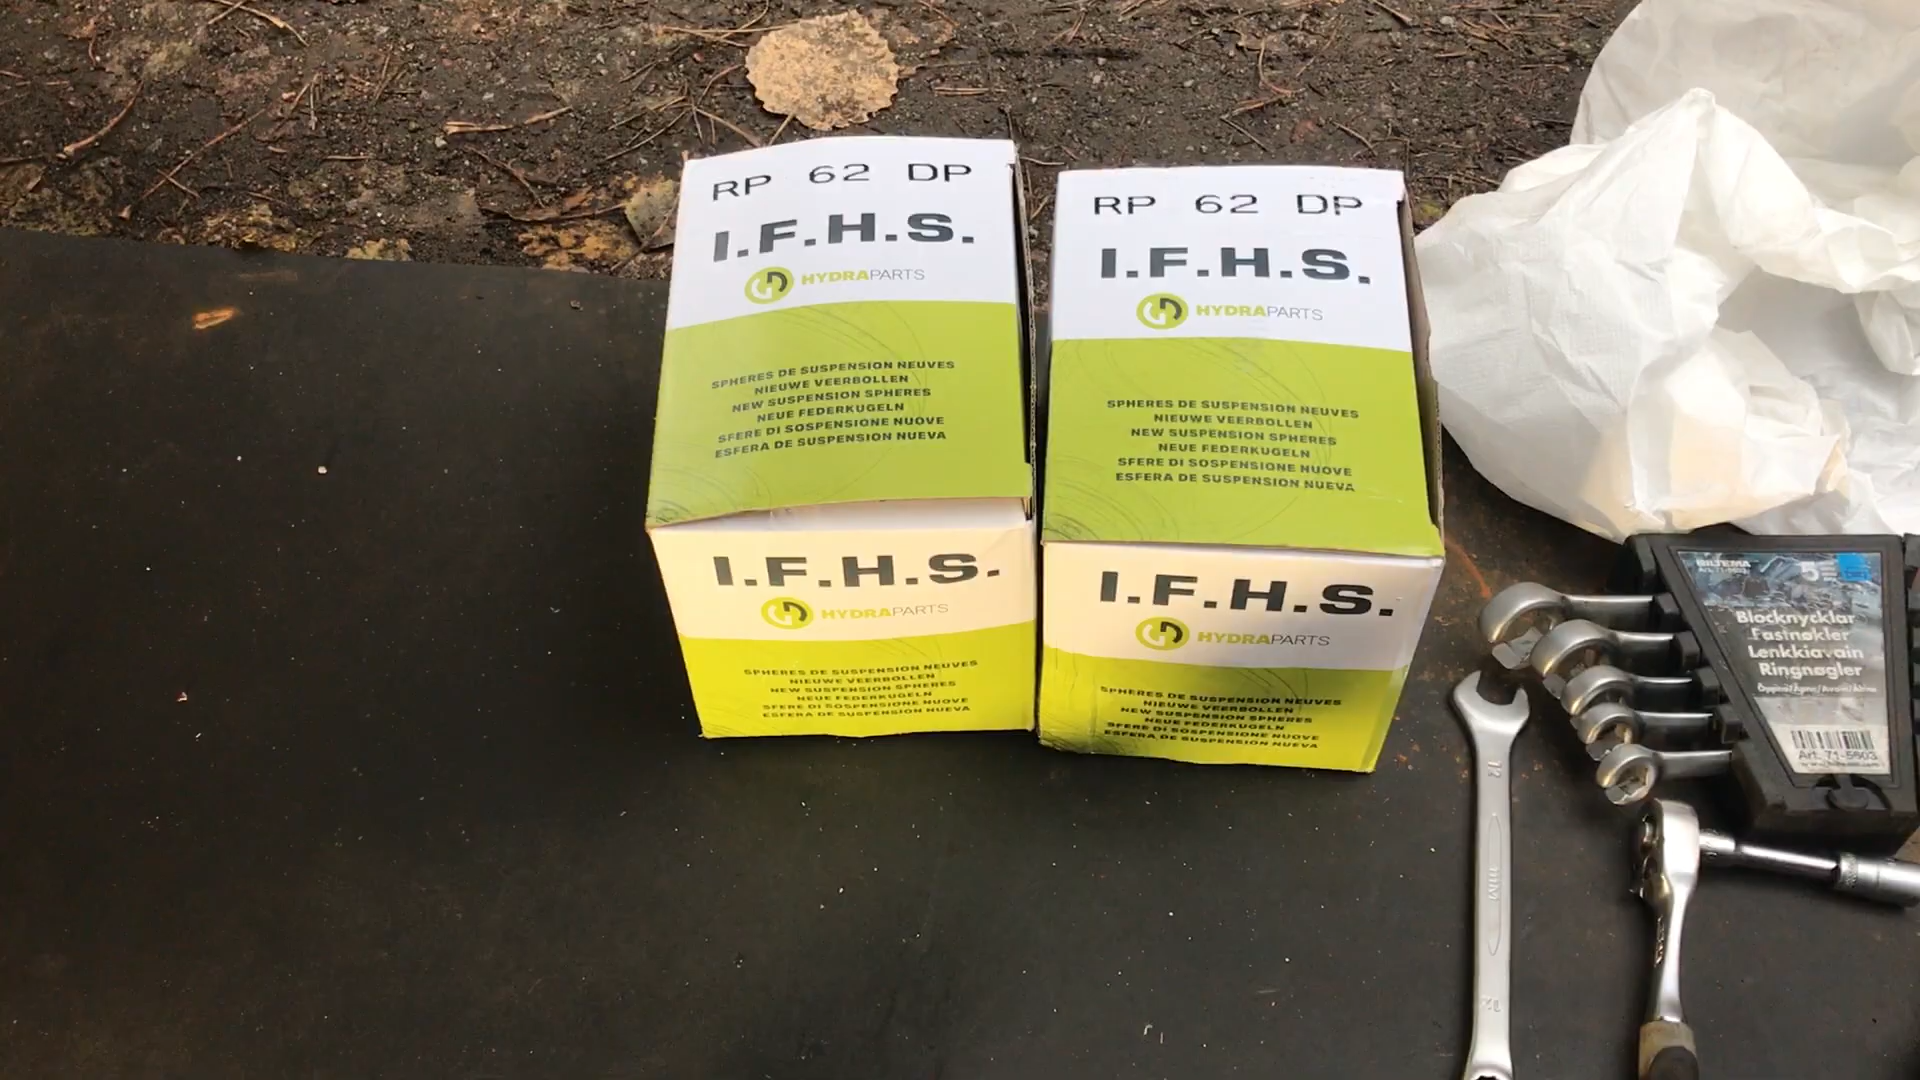 RP 62 DP
I.F.H.S.
HYDRAPARTS
SPHERES DE SUSPENSION NEUVES
NIEUWE VEERBOLLEN
NEW SUSPENSION SPHERES
NEUE FEDERKUGELN
SFERE DI SOSPENSIONE NUOVE
ESFERA DE SUSPENSION NUEVA
I.F.H.S.
HYDRAPARTS
SPHERES DE SUSPENSION NEUVES
NIEUWE VEERBOLLEN
NEW SUSPENSION SPHERES
NEUE FEDERKUGELN
SFERE DI SOSPENSIONE NUOVE
ESFERA DE SUSPENSION NUEVA
RP 62 DP
I.F.H.S.
HYDRAPARTS
SPHERES DE SUSPENSION NEUVES
NIEUWE VEERBOLLEN
NEW SUSPENSION SPHERES
NEUE FEDERKUGELN
SFERE DI SOSPENSIONE NUOVE
ESFERA DE SUSPENSION NUEVA
I.F.H.S.
HYDRAPARTS
SPHERES DE SUSPENSION NEUVES
NIEUWE VEERBOLLEN
NEW SUSPENSION SPHERES
NEUE FEDERKUGELN
SFERE DI SOSPENSIONE NUOVE
ESFERA DE SUSPENSION NUEVA
BILTEMA 5
Art. 71-5603
Blocknycklar
Fastnøkler
Lenkkiavain
Ringnøgler
Art. 71-5603
12
12